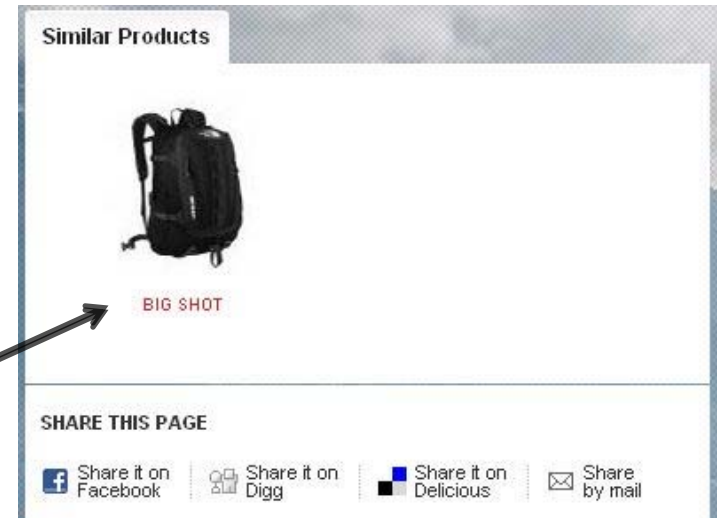 Similar Products
BIG SHOT
SHARE THIS PAGE
Share it on Facebook
Share it on Digg
Share it on Delicious
Share by mail